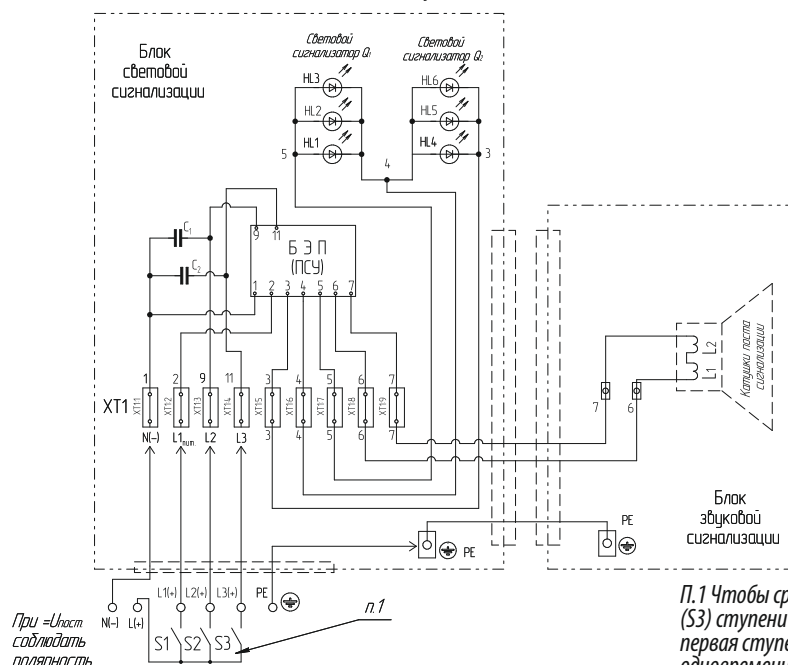 Блок
световой
сигнализации
Световой
сигнализатор Q₁
Световой
сигнализатор Q₂
HL3
HL2
HL1
HL6
HL5
HL4
5
4
3
C₁
C₂
9 11
БЭП
(ПСУ)
1 2 3 4 5 6 7
XT1
1 2 9 11 3 4 5 6 7
XT11 XT12 XT13 XT14 XT15 XT16 XT17 XT18 XT19
N(-) L1пит. L2 L3 3 4 5 6 7
L2
L1
Катушки поста
сигнализации
7 6
Блок
звуковой
сигнализации
PE
PE
N(-) L(+) L1(+) L2(+) L3(+) PE
S1 S2 S3
п.1
При =Uпост.
соблюдать
полярность
П.1 Чтобы
(S3) ступени
первая